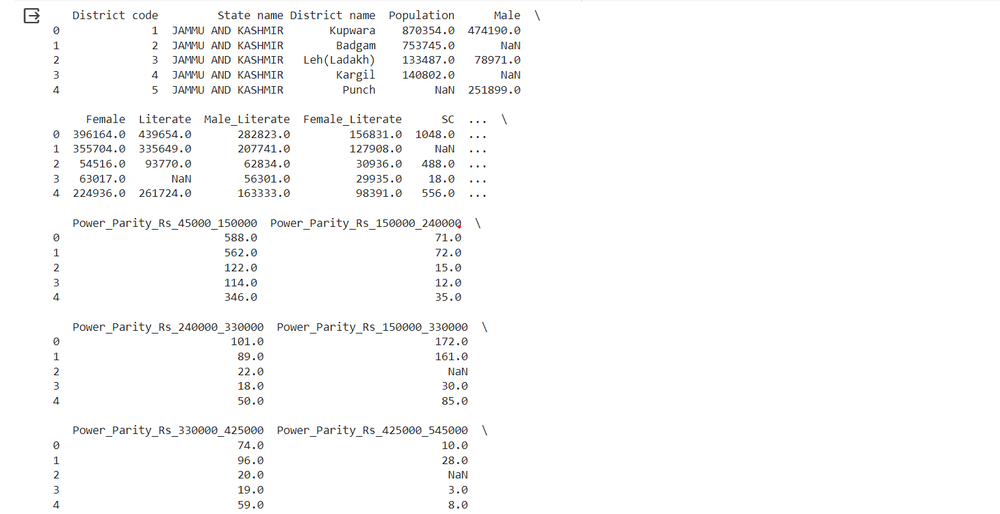 District code State name District name Population Male \
0 1 JAMMU AND KASHMIR Kupwara 870354.0 474190.0
1 2 JAMMU AND KASHMIR Badgam 753745.0 NaN
2 3 JAMMU AND KASHMIR Leh(Ladakh) 133487.0 78971.0
3 4 JAMMU AND KASHMIR Kargil 140802.0 NaN
4 5 JAMMU AND KASHMIR Punch NaN 251899.0
Female Literate Male_Literate Female_Literate SC ... \
0 396164.0 439654.0 282823.0 156831.0 1048.0 ...
1 355704.0 335649.0 207741.0 127908.0 NaN ...
2 54516.0 93770.0 62834.0 30936.0 488.0 ...
3 63017.0 NaN 56301.0 29935.0 18.0 ...
4 224936.0 261724.0 163333.0 98391.0 556.0 ...
Power_Parity_Rs_45000_150000 Power_Parity_Rs_150000_240000 \
0 588.0 71.0
1 562.0 72.0
2 122.0 15.0
3 114.0 12.0
4 346.0 35.0
Power_Parity_Rs_240000_330000 Power_Parity_Rs_150000_330000 \
0 101.0 172.0
1 89.0 161.0
2 22.0 NaN
3 18.0 30.0
4 50.0 85.0
Power_Parity_Rs_330000_425000 Power_Parity_Rs_425000_545000 \
0 74.0 10.0
1 96.0 28.0
2 20.0 NaN
3 19.0 3.0
4 59.0 8.0